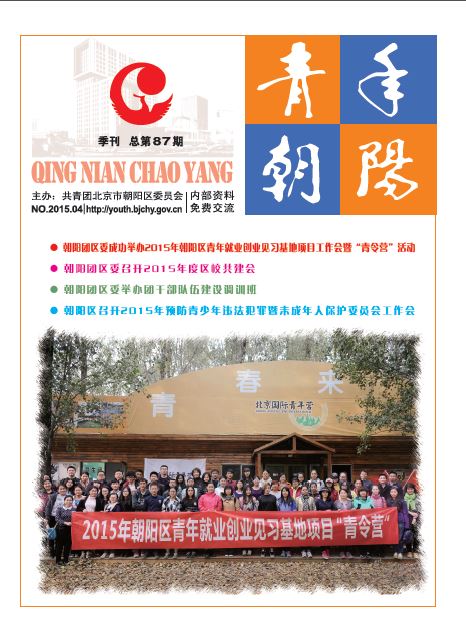 青年
朝陽
季刊 总第87期
QING NIAN CHAO YANG
主办：共青团北京市朝阳区委员会
NO.2015.04 http://youth.bjchy.gov.cn
内部资料
免费交流
● 朝阳团区委成功举办2015年朝阳区青年就业创业见习基地项目工作会暨“青令营”活动
● 朝阳团区委召开2015年度区校共建会
● 朝阳团区委举办团干部队伍建设调训班
● 朝阳区召开2015年预防青少年违法犯罪暨未成年人保护委员会工作会
青春来
北京国际青年营
2015年朝阳区青年就业创业见习基地项目“青令营”